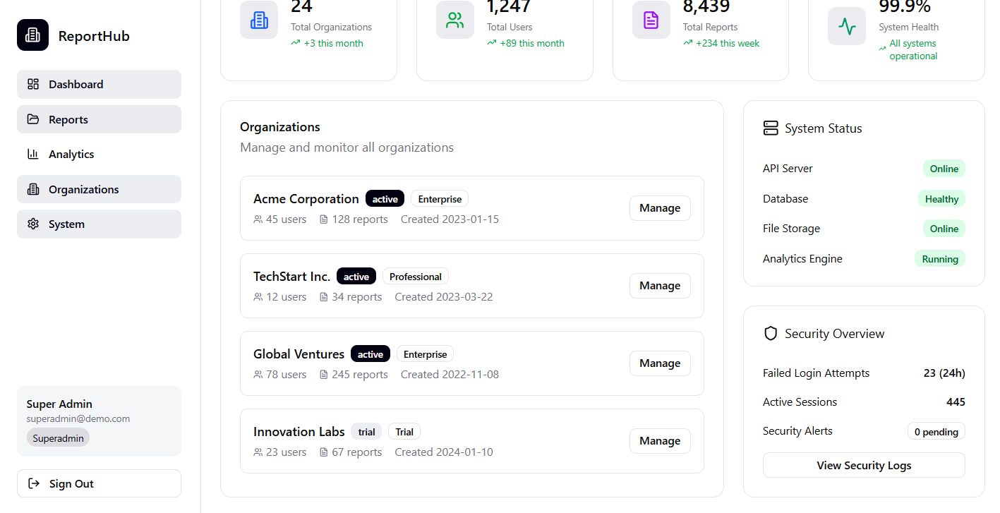 ReportHub
Dashboard
Reports
Analytics
Organizations
System
Super Admin
superadmin@demo.com
Superadmin
Sign Out
24
Total Organizations
+3 this month
1,247
Total Users
+89 this month
8,439
Total Reports
+234 this week
99.9%
System Health
All systems
operational
Organizations
Manage and monitor all organizations
Acme Corporation active Enterprise
45 users 128 reports Created 2023-01-15
Manage
TechStart Inc. active Professional
12 users 34 reports Created 2023-03-22
Manage
Global Ventures active Enterprise
78 users 245 reports Created 2022-11-08
Manage
Innovation Labs trial Trial
23 users 67 reports Created 2024-01-10
Manage
System Status
API Server Online
Database Healthy
File Storage Online
Analytics Engine Running
Security Overview
Failed Login Attempts 23 (24h)
Active Sessions 445
Security Alerts 0 pending
View Security Logs